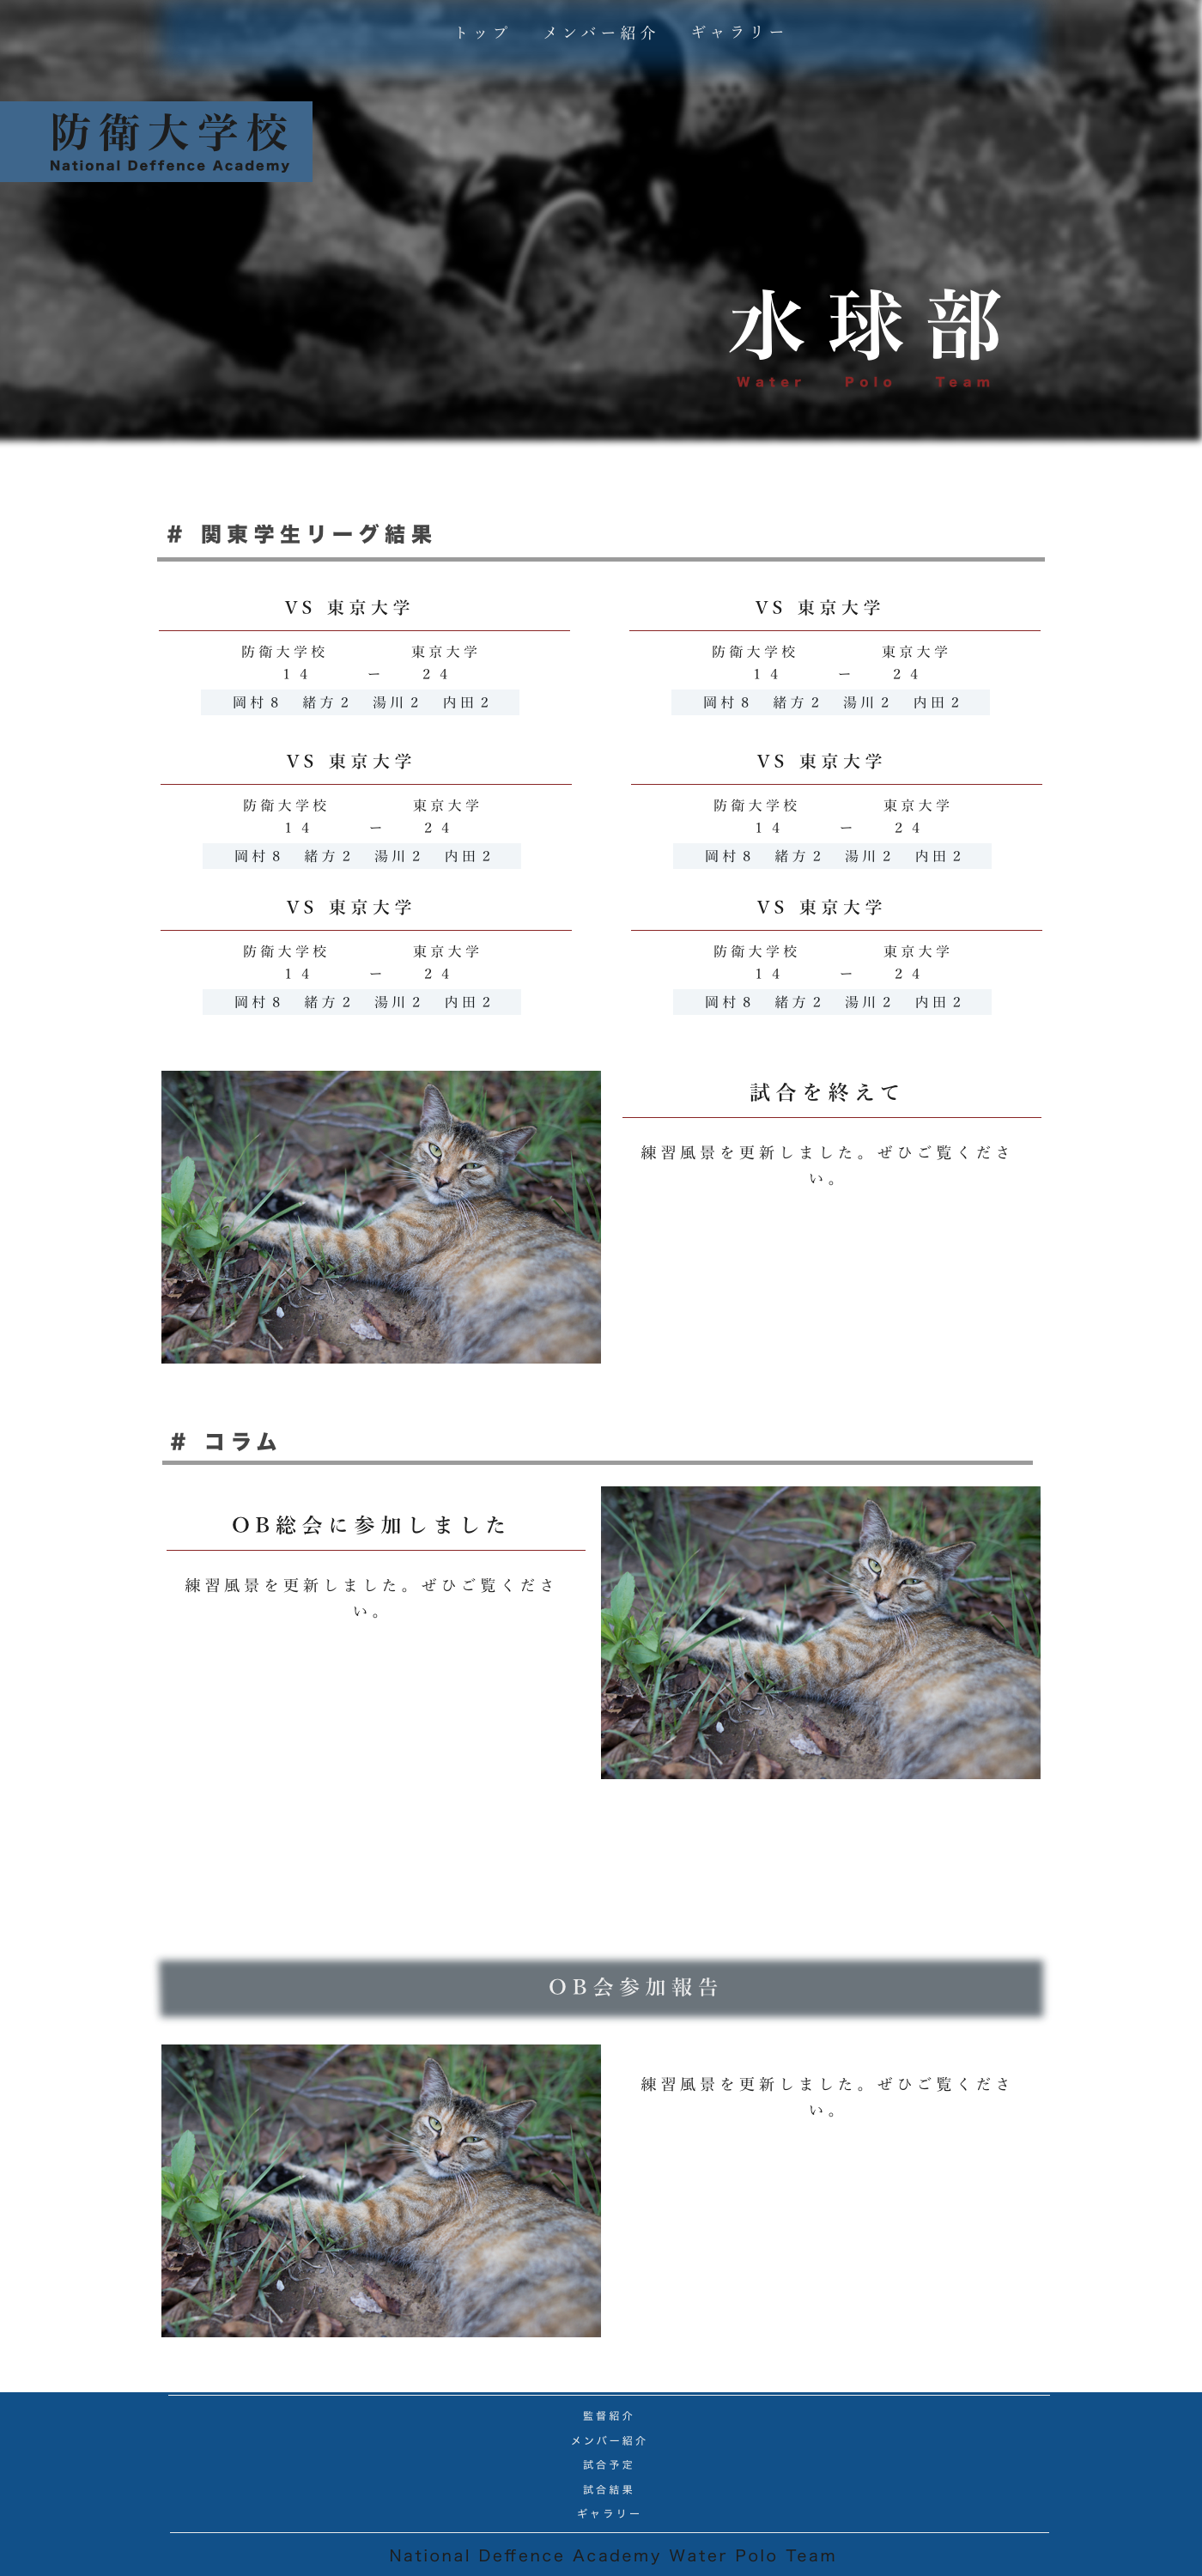 トップ メンバー紹介 ギャラリー
防衛大学校
National Deffence Academy
水球部
Water Polo Team
# 関東学生リーグ結果
VS 東京大学
防衛大学校 東京大学
14 ー 24
岡村8 緒方2 湯川2 内田2
VS 東京大学
防衛大学校 東京大学
14 ー 24
岡村8 緒方2 湯川2 内田2
VS 東京大学
防衛大学校 東京大学
14 ー 24
岡村8 緒方2 湯川2 内田2
VS 東京大学
防衛大学校 東京大学
14 ー 24
岡村8 緒方2 湯川2 内田2
VS 東京大学
防衛大学校 東京大学
14 ー 24
岡村8 緒方2 湯川2 内田2
VS 東京大学
防衛大学校 東京大学
14 ー 24
岡村8 緒方2 湯川2 内田2
試合を終えて
練習風景を更新しました。ぜひご覧くださ
い。
# コラム
OB総会に参加しました
練習風景を更新しました。ぜひご覧くださ
い。
OB会参加報告
練習風景を更新しました。ぜひご覧くださ
い。
監督紹介
メンバー紹介
試合予定
試合結果
ギャラリー
National Deffence Academy Water Polo Team